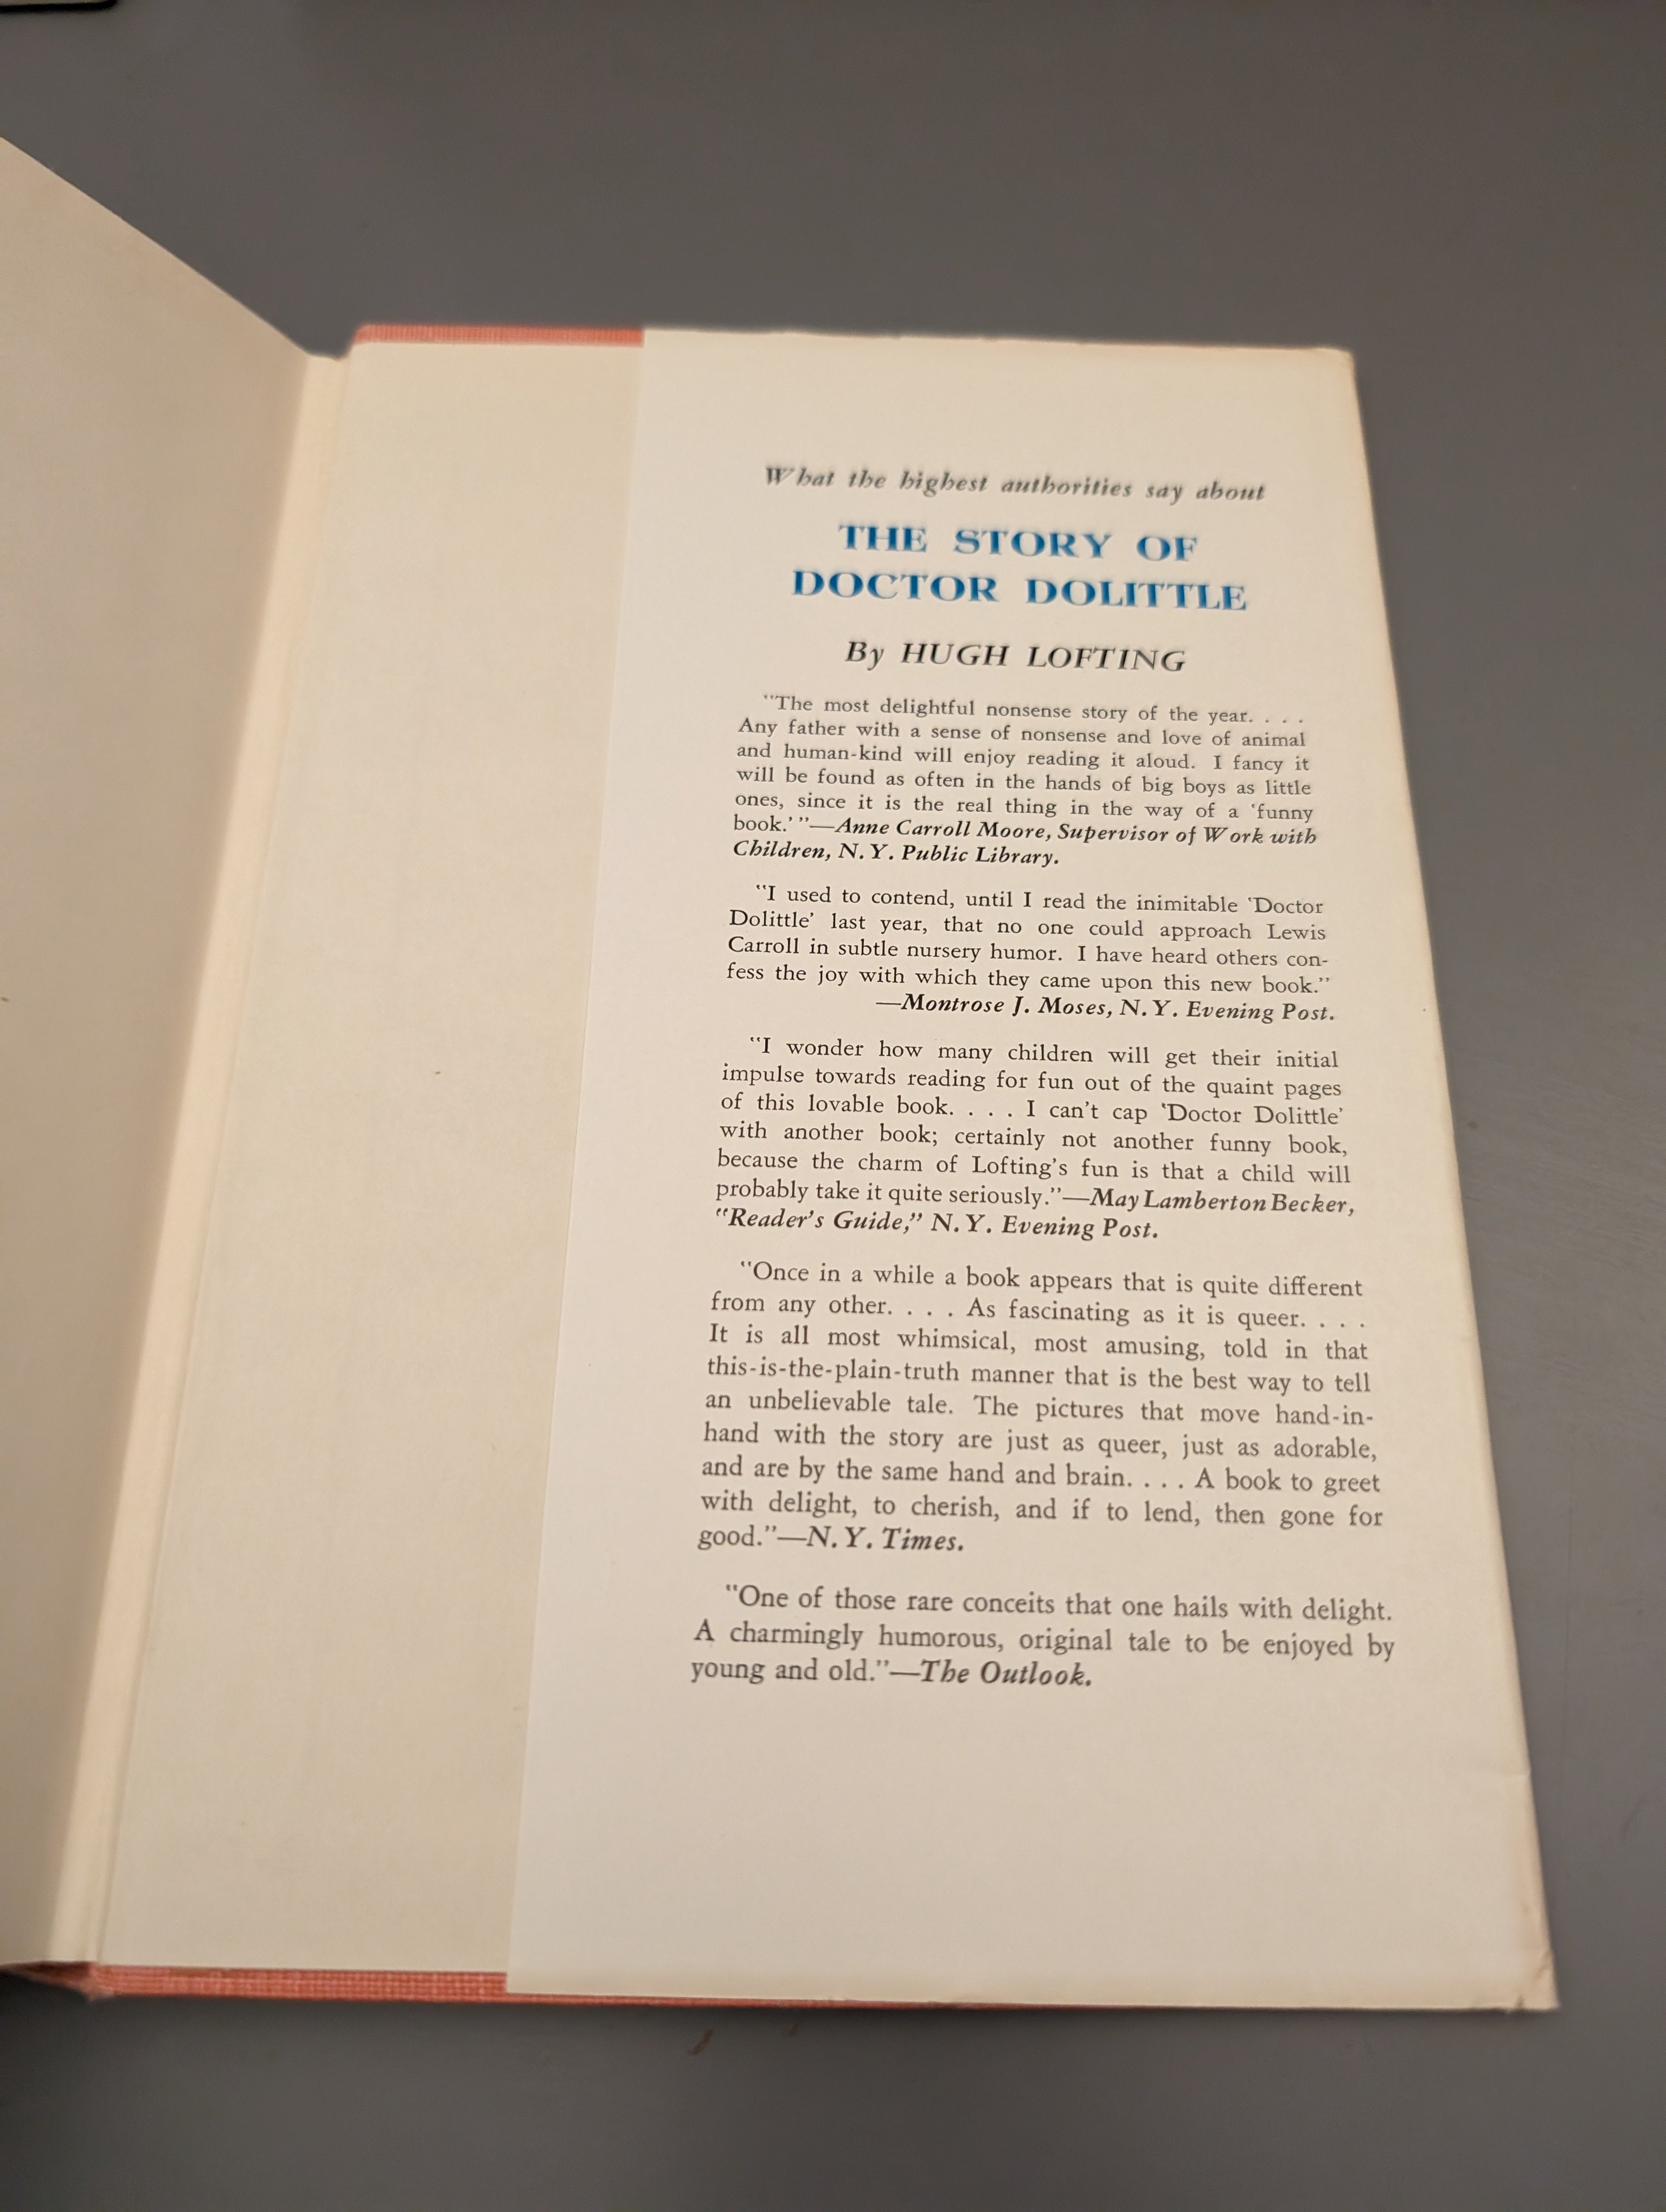 What the highest authorities say about
THE STORY OF
DOCTOR DOLITTLE
By HUGH LOFTING
"The most delightful nonsense story of the year. . . .
Any father with a sense of nonsense and love of animal
and human-kind will enjoy reading it aloud. I fancy it
will be found as often in the hands of big boys as little
ones, since it is the real thing in the way of a 'funny
book.' "—Anne Carroll Moore, Supervisor of Work with
Children, N. Y. Public Library.
"I used to contend, until I read the inimitable 'Doctor
Dolittle' last year, that no one could approach Lewis
Carroll in subtle nursery humor. I have heard others con-
fess the joy with which they came upon this new book."
—Montrose J. Moses, N. Y. Evening Post.
"I wonder how many children will get their initial
impulse towards reading for fun out of the quaint pages
of this lovable book. . . . I can't cap 'Doctor Dolittle'
with another book; certainly not another funny book,
because the charm of Lofting's fun is that a child will
probably take it quite seriously."—May Lamberton Becker,
"Reader's Guide," N. Y. Evening Post.
"Once in a while a book appears that is quite different
from any other. . . . As fascinating as it is queer. . . .
It is all most whimsical, most amusing, told in that
this-is-the-plain-truth manner that is the best way to tell
an unbelievable tale. The pictures that move hand-in-
hand with the story are just as queer, just as adorable,
and are by the same hand and brain. . . . A book to greet
with delight, to cherish, and if to lend, then gone for
good."—N. Y. Times.
"One of those rare conceits that one hails with delight.
A charmingly humorous, original tale to be enjoyed by
young and old."—The Outlook.